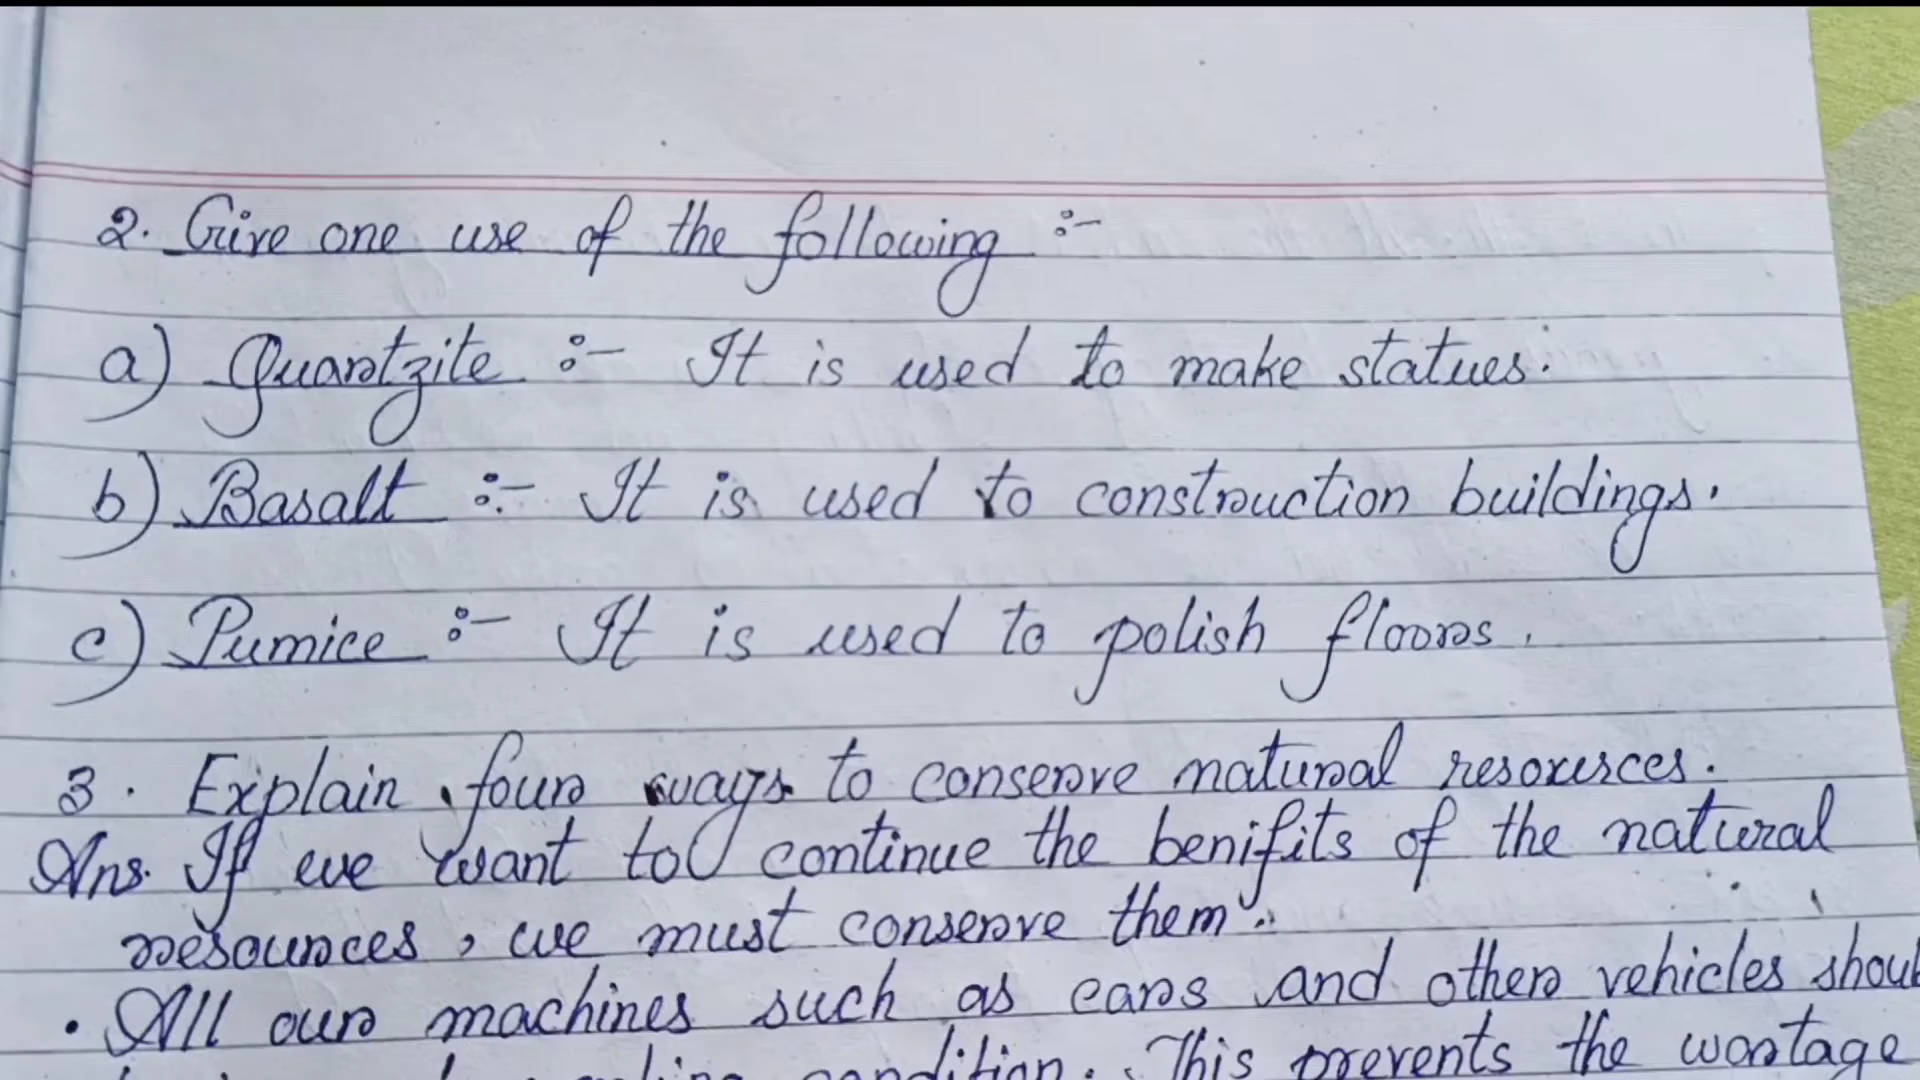 2. Give one use of the following :-
a) Quartzite :- It is used to make statues.
b) Basalt :- It is used to construction buildings.
c) Pumice :- It is used to polish floors.
3. Explain four ways to conserve natural resources.
Ans. If we want to continue the benifits of the natural
resources, we must conserve them.
• All our machines such as cars and other vehicles shoul
condition. This prevents the wastage